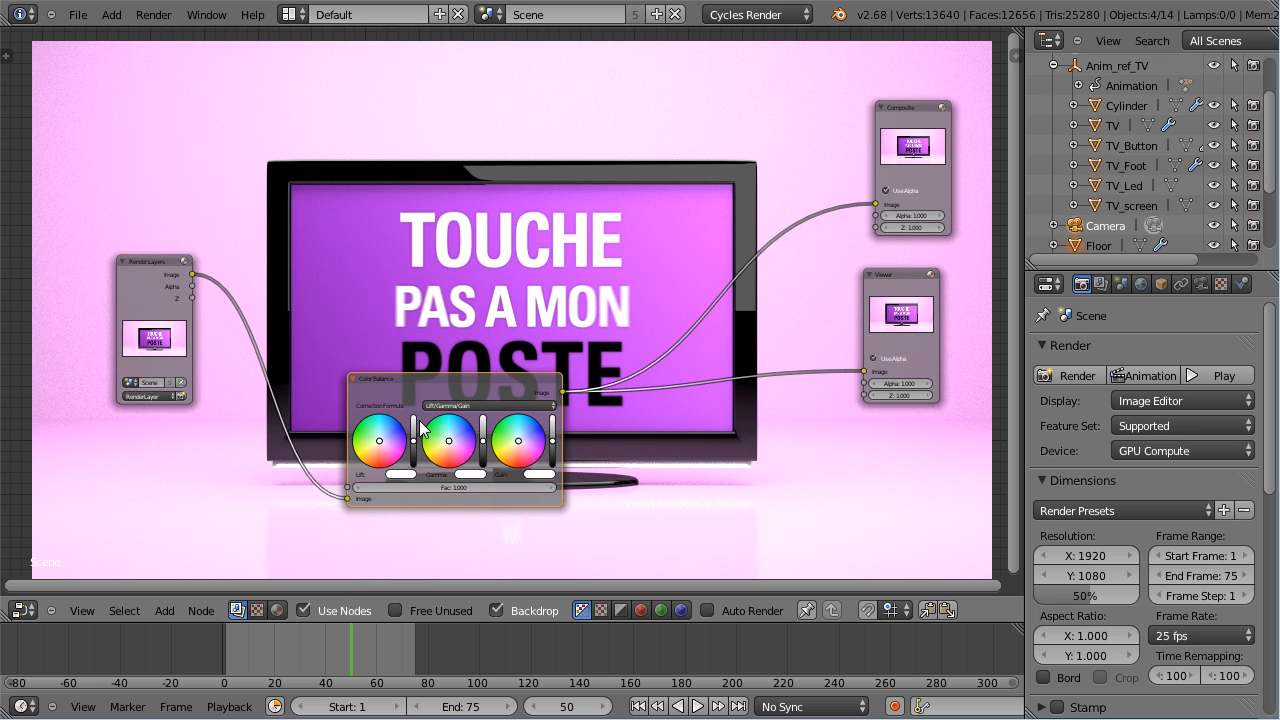 File Add Render Window Help Default Scene 5 Cycles Render v2.68 | Verts:13640 | Faces:12656 | Tris:25280 | Objects:4/14 | Lamps:0/0 | Mem:2
View Search All Scenes
Anim_ref_TV
Animation
Cylinder
TV
TV_Button
TV_Foot
TV_Led
TV_screen
Camera
Floor
TOUCHE
PAS A MON
POSTE
Render Layers
Image
Alpha
Z
Scene
RenderLayer
Color Balance
Image
Correction Formula: Lift/Gamma/Gain
Lift: Gamma: Gain:
Fac: 1.000
Image
Composite
Use Alpha
Image
Alpha: 1.000
Z: 1.000
Viewer
Use Alpha
Image
Alpha: 1.000
Z: 1.000
Scene
Scene
Render
Render Animation Play
Display: Image Editor
Feature Set: Supported
Device: GPU Compute
Dimensions
Render Presets
Resolution: Frame Range:
X: 1920 Start Frame: 1
Y: 1080 End Frame: 75
50% Frame Step: 1
Aspect Ratio: Frame Rate:
X: 1.000 25 fps
Y: 1.000 Time Remapping:
Bord Crop : 100 : 100
Stamp
View Select Add Node Use Nodes Free Unused Backdrop Auto Render
-80 -60 -40 -20 0 20 40 60 80 100 120 140 160 180 200 220 240 260 280 300
View Marker Frame Playback Start: 1 End: 75 50 No Sync